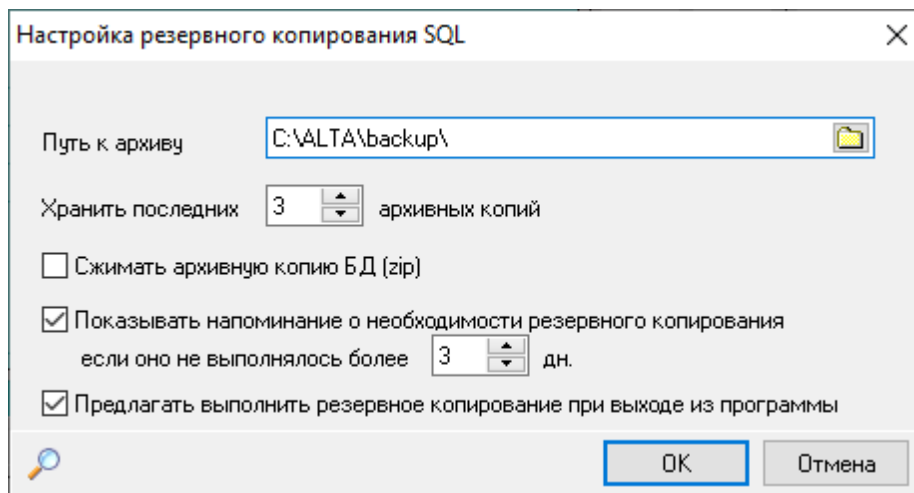 Настройка резервного копирования SQL
Путь к архиву C:\ALTA\backup\
Хранить последних 3 архивных копий
Сжимать архивную копию БД (zip)
Показывать напоминание о необходимости резервного копирования
если оно не выполнялось более 3 дн.
Предлагать выполнить резервное копирование при выходе из программы
OK Отмена